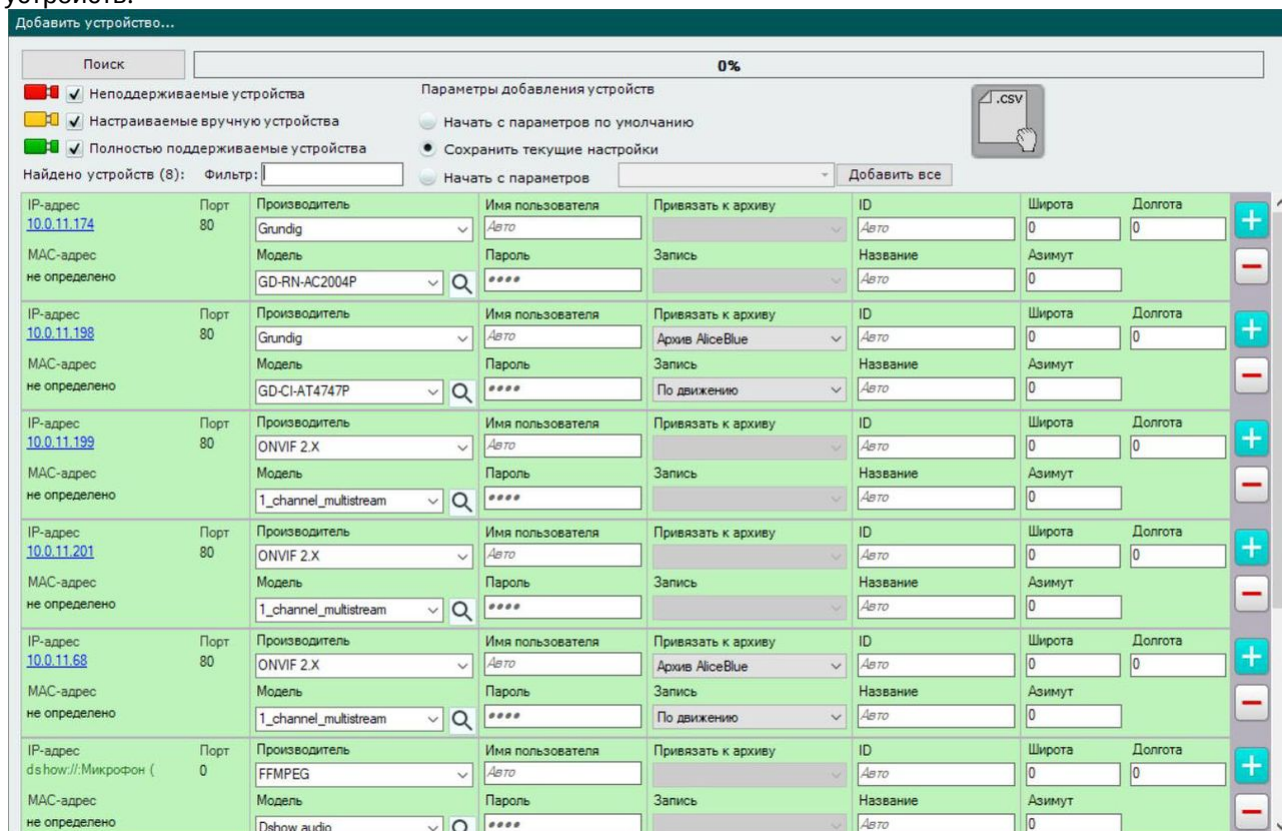 устройств.
Добавить устройство...
Поиск 0%
Неподдерживаемые устройства Параметры добавления устройств .csv
Настраиваемые вручную устройства Начать с параметров по умолчанию
Полностью поддерживаемые устройства Сохранить текущие настройки
Найдено устройств (8): Фильтр: Начать с параметров Добавить все
IP-адрес Порт Производитель Имя пользователя Привязать к архиву ID Широта Долгота
10.0.11.174 80 Grundig Авто Авто 0 0
MAC-адрес Модель Пароль Запись Название Азимут
не определено GD-RN-AC2004P **** Авто 0
IP-адрес Порт Производитель Имя пользователя Привязать к архиву ID Широта Долгота
10.0.11.198 80 Grundig Авто Архив AliceBlue Авто 0 0
MAC-адрес Модель Пароль Запись Название Азимут
не определено GD-CI-AT4747P **** По движению Авто 0
IP-адрес Порт Производитель Имя пользователя Привязать к архиву ID Широта Долгота
10.0.11.199 80 ONVIF 2.X Авто Авто 0 0
MAC-адрес Модель Пароль Запись Название Азимут
не определено 1_channel_multistream **** Авто 0
IP-адрес Порт Производитель Имя пользователя Привязать к архиву ID Широта Долгота
10.0.11.201 80 ONVIF 2.X Авто Авто 0 0
MAC-адрес Модель Пароль Запись Название Азимут
не определено 1_channel_multistream **** Авто 0
IP-адрес Порт Производитель Имя пользователя Привязать к архиву ID Широта Долгота
10.0.11.68 80 ONVIF 2.X Авто Архив AliceBlue Авто 0 0
MAC-адрес Модель Пароль Запись Название Азимут
не определено 1_channel_multistream **** По движению Авто 0
IP-адрес Порт Производитель Имя пользователя Привязать к архиву ID Широта Долгота
dshow://:Микрофон ( 0 FFMPEG Авто Авто 0 0
MAC-адрес Модель Пароль Запись Название Азимут
не определено Dshow audio **** Авто 0